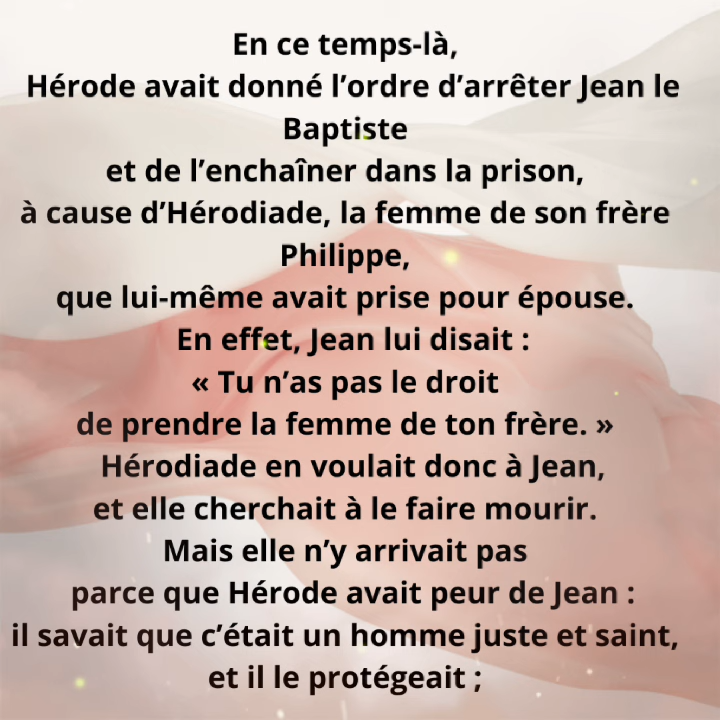 En ce temps-là,
Hérode avait donné l’ordre d’arrêter Jean le
Baptiste
et de l’enchaîner dans la prison,
à cause d’Hérodiade, la femme de son frère
Philippe,
que lui-même avait prise pour épouse.
En effet, Jean lui disait :
« Tu n’as pas le droit
de prendre la femme de ton frère. »
Hérodiade en voulait donc à Jean,
et elle cherchait à le faire mourir.
Mais elle n’y arrivait pas
parce que Hérode avait peur de Jean :
il savait que c’était un homme juste et saint,
et il le protégeait ;